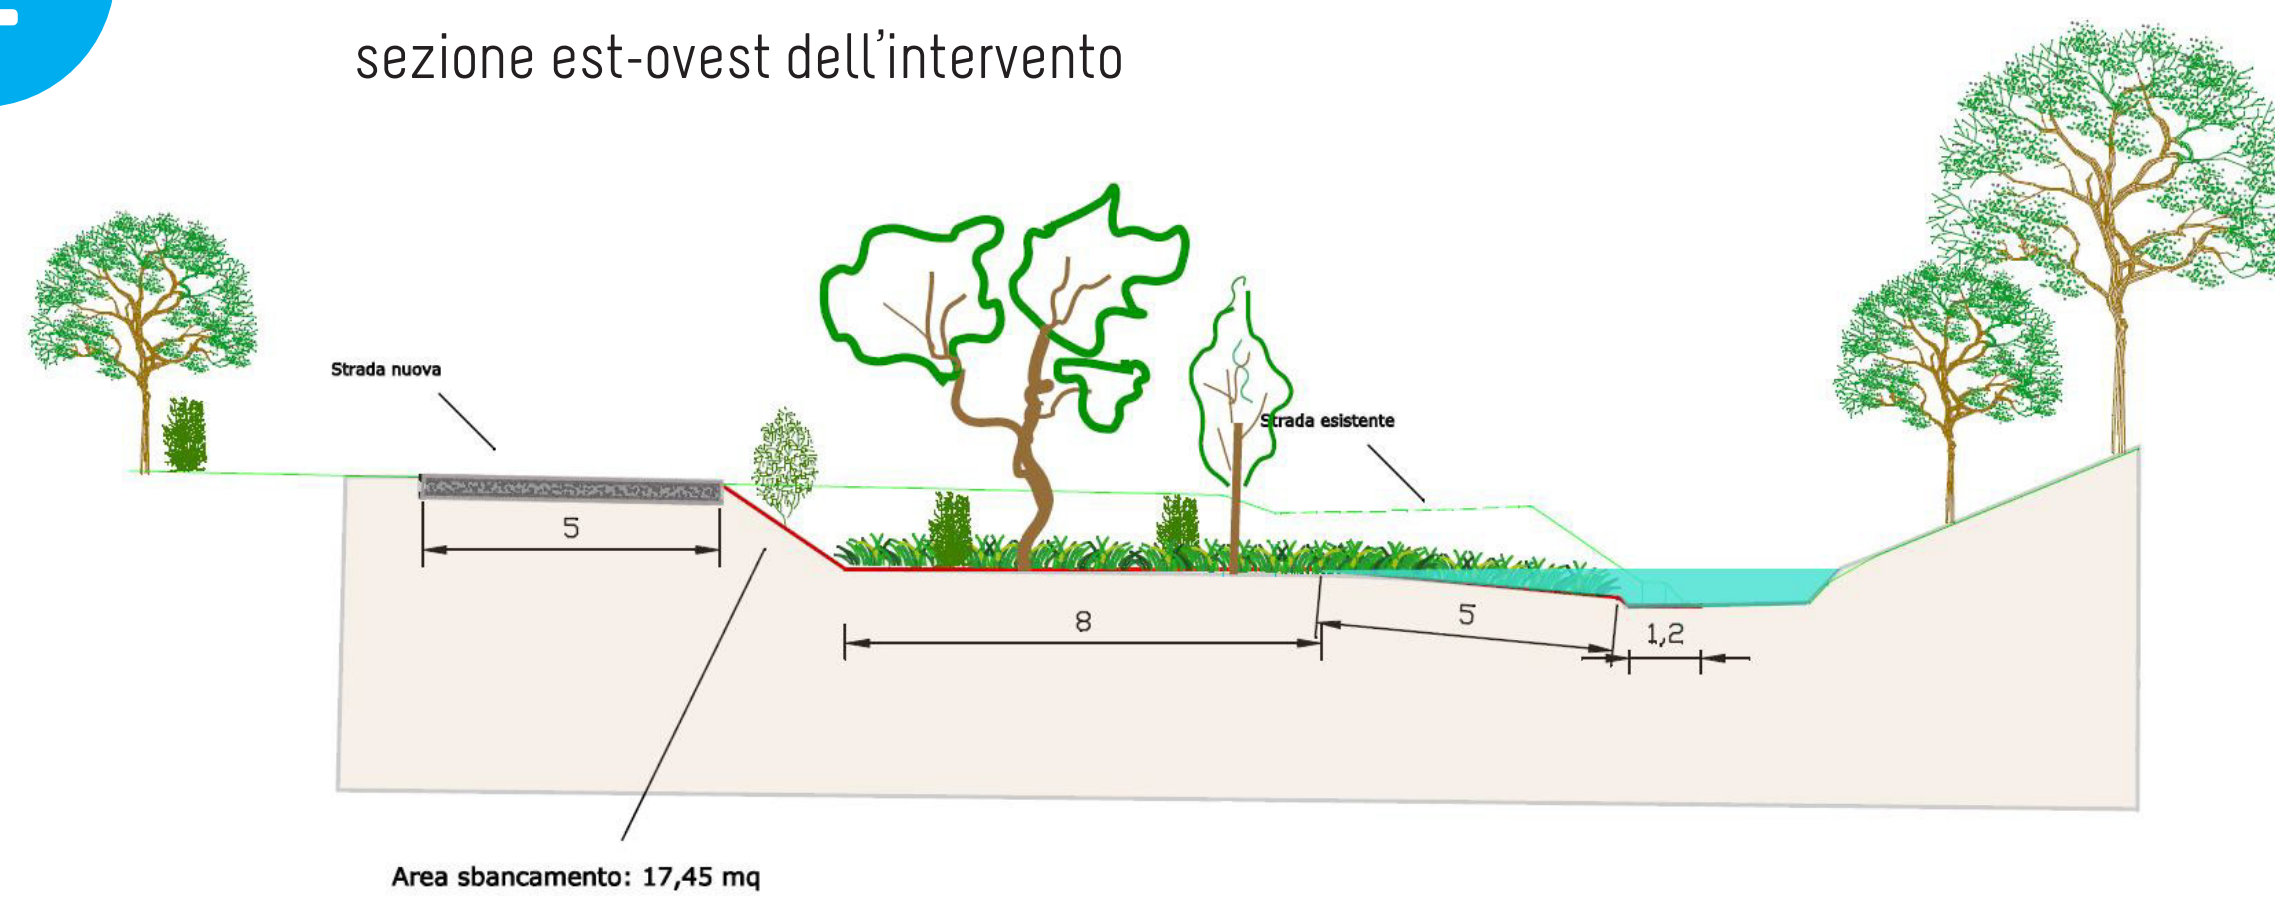 sezione est-ovest dell'intervento
Strada nuova
Strada esistente
5
8
5
1,2
Area sbancamento: 17,45 mq